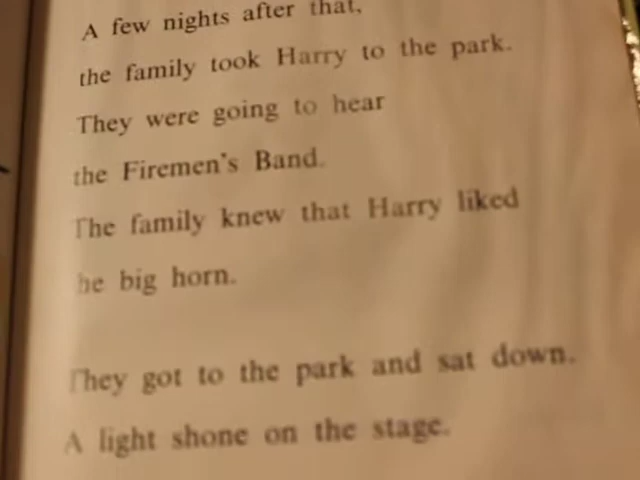 A few nights after that,
the family took Harry to the park.
They were going to hear
the Firemen's Band.
The family knew that Harry liked
the big horn.
They got to the park and sat down.
A light shone on the stage.